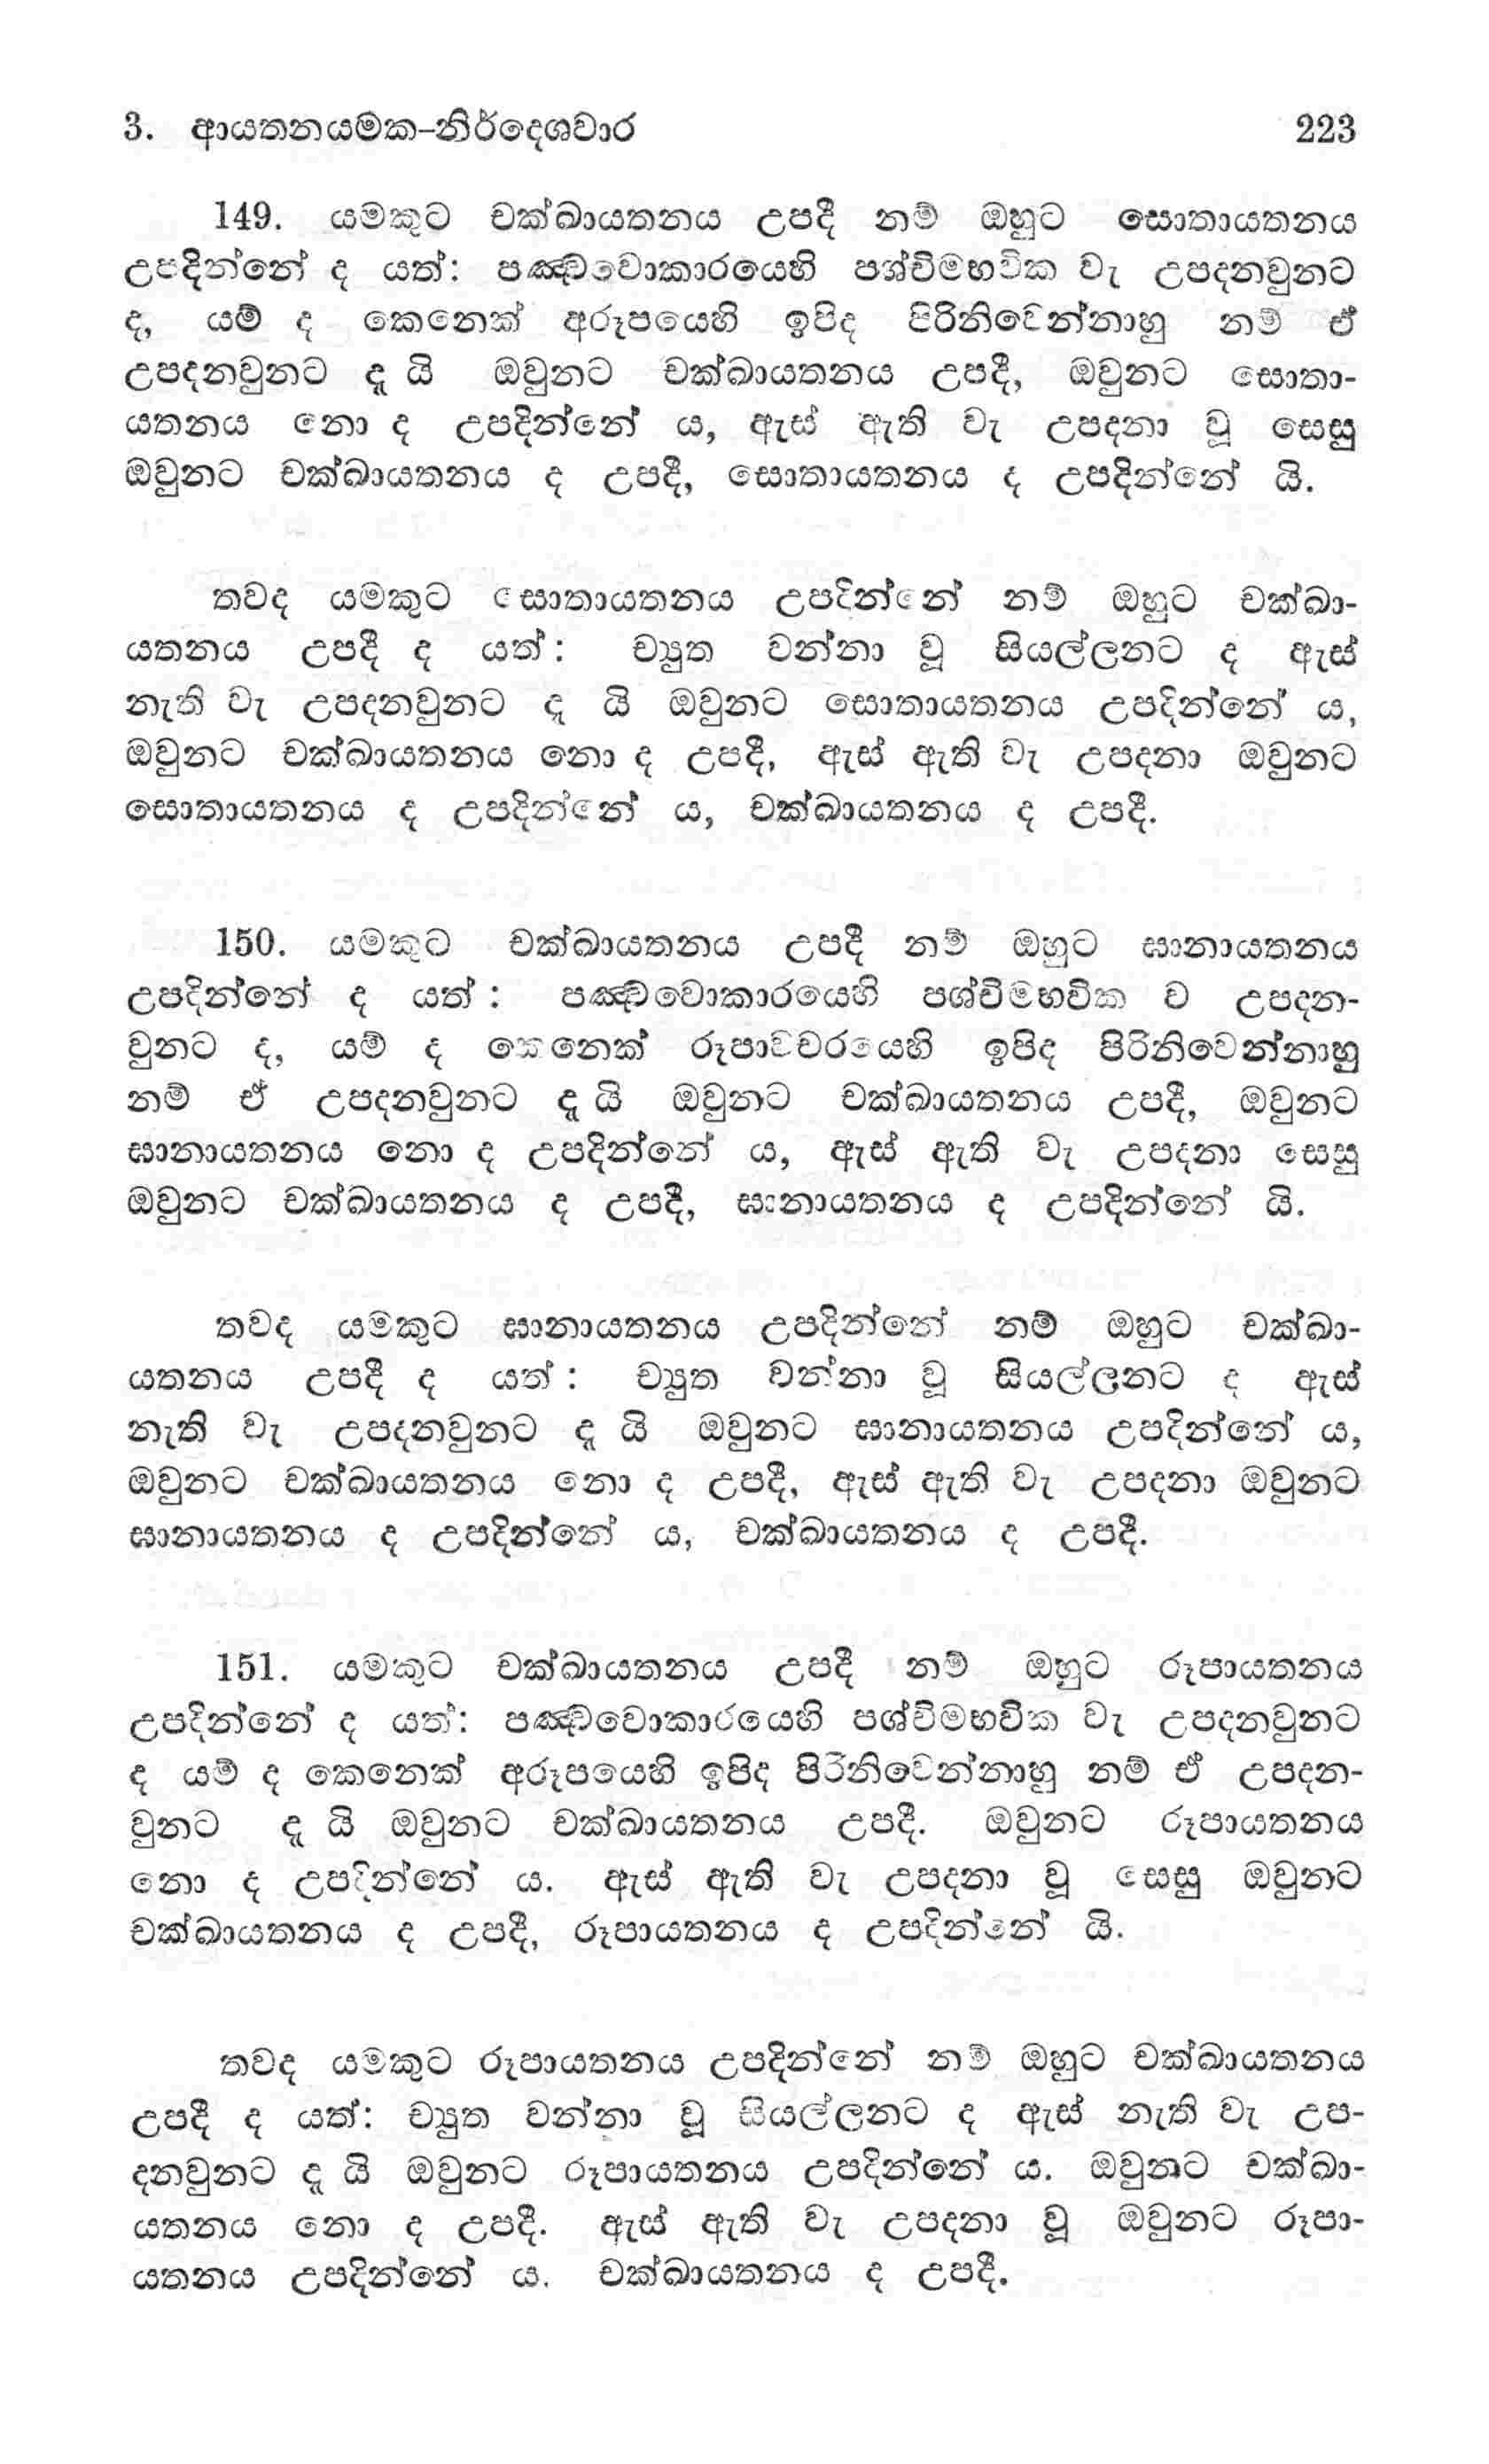 3. ආයතනයමක–නිර්දෙශවාර 223
149. යමකුට චක්ඛායතනය උපදී නම් ඔහුට සොතායතනය
උපදින්නේ ද යත්: පඤ්චවොකාරයෙහි පශ්චිමභවික වැ උපදනවුනට
ද, යම් ද කෙනෙක් අරූපයෙහි ඉපිද පිරිනිවෙන්නාහු නම් ඒ
උපදනවුනට දැ යි ඔවුනට චක්ඛායතනය උපදී, ඔවුනට සොතා-
යතනය නො ද උපදින්නේ ය, ඇස් ඇති වැ උපදනා වූ සෙසු
ඔවුනට චක්ඛායතනය ද උපදී, සොතායතනය ද උපදින්නේ යි.
තවද යමකුට සොතායතනය උපදින්නේ නම් ඔහුට චක්ඛා-
යතනය උපදී ද යත්: ච්‍යුත වන්නා වූ සියල්ලනට ද ඇස්
නැති වැ උපදනවුනට දැ යි ඔවුනට සොතායතනය උපදින්නේ ය,
ඔවුනට චක්ඛායතනය නො ද උපදී, ඇස් ඇති වැ උපදනා ඔවුනට
සොතායතනය ද උපදින්නේ ය, චක්ඛායතනය ද උපදී.
150. යමකුට චක්ඛායතනය උපදී නම් ඔහුට ඝානායතනය
උපදින්නේ ද යත්: පඤ්චවොකාරයෙහි පශ්චිමභවික ව උපදන-
වුනට ද, යම් ද කෙනෙක් රූපාවචරයෙහි ඉපිද පිරිනිවෙන්නාහු
නම් ඒ උපදනවුනට දැ යි ඔවුනට චක්ඛායතනය උපදී, ඔවුනට
ඝානායතනය නො ද උපදින්නේ ය, ඇස් ඇති වැ උපදනා සෙසු
ඔවුනට චක්ඛායතනය ද උපදී, ඝානායතනය ද උපදින්නේ යි.
තවද යමකුට ඝානායතනය උපදින්නේ නම් ඔහුට චක්ඛා-
යතනය උපදී ද යත්: ච්‍යුත වන්නා වූ සියල්ලනට ද ඇස්
නැති වැ උපදනවුනට දැ යි ඔවුනට ඝානායතනය උපදින්නේ ය,
ඔවුනට චක්ඛායතනය නො ද උපදී, ඇස් ඇති වැ උපදනා ඔවුනට
ඝානායතනය ද උපදින්නේ ය, චක්ඛායතනය ද උපදී.
151. යමකුට චක්ඛායතනය උපදී නම් ඔහුට රූපායතනය
උපදින්නේ ද යත්: පඤ්චවොකාරයෙහි පශ්චිමභවික වැ උපදනවුනට
ද යම් ද කෙනෙක් අරූපයෙහි ඉපිද පිරිනිවෙන්නාහු නම් ඒ උපදන-
වුනට දැ යි ඔවුනට චක්ඛායතනය උපදී. ඔවුනට රූපායතනය
නො ද උපදින්නේ ය. ඇස් ඇති වැ උපදනා වූ සෙසු ඔවුනට
චක්ඛායතනය ද උපදී, රූපායතනය ද උපදින්නේ යි.
තවද යමකුට රූපායතනය උපදින්නේ නම් ඔහුට චක්ඛායතනය
උපදී ද යත්: ච්‍යුත වන්නා වූ සියල්ලනට ද ඇස් නැති වැ උප-
දනවුනට දැ යි ඔවුනට රූපායතනය උපදින්නේ ය. ඔවුනට චක්ඛා-
යතනය නො ද උපදී. ඇස් ඇති වැ උපදනා වූ ඔවුනට රූපා-
යතනය උපදින්නේ ය. චක්ඛායතනය ද උපදී.